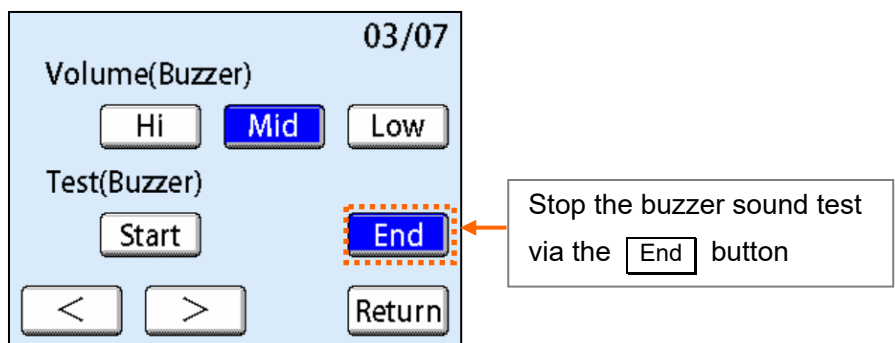 03/07
Volume(Buzzer)
Hi Mid Low
Test(Buzzer)
Start End
< > Return
Stop the buzzer sound test
via the End button